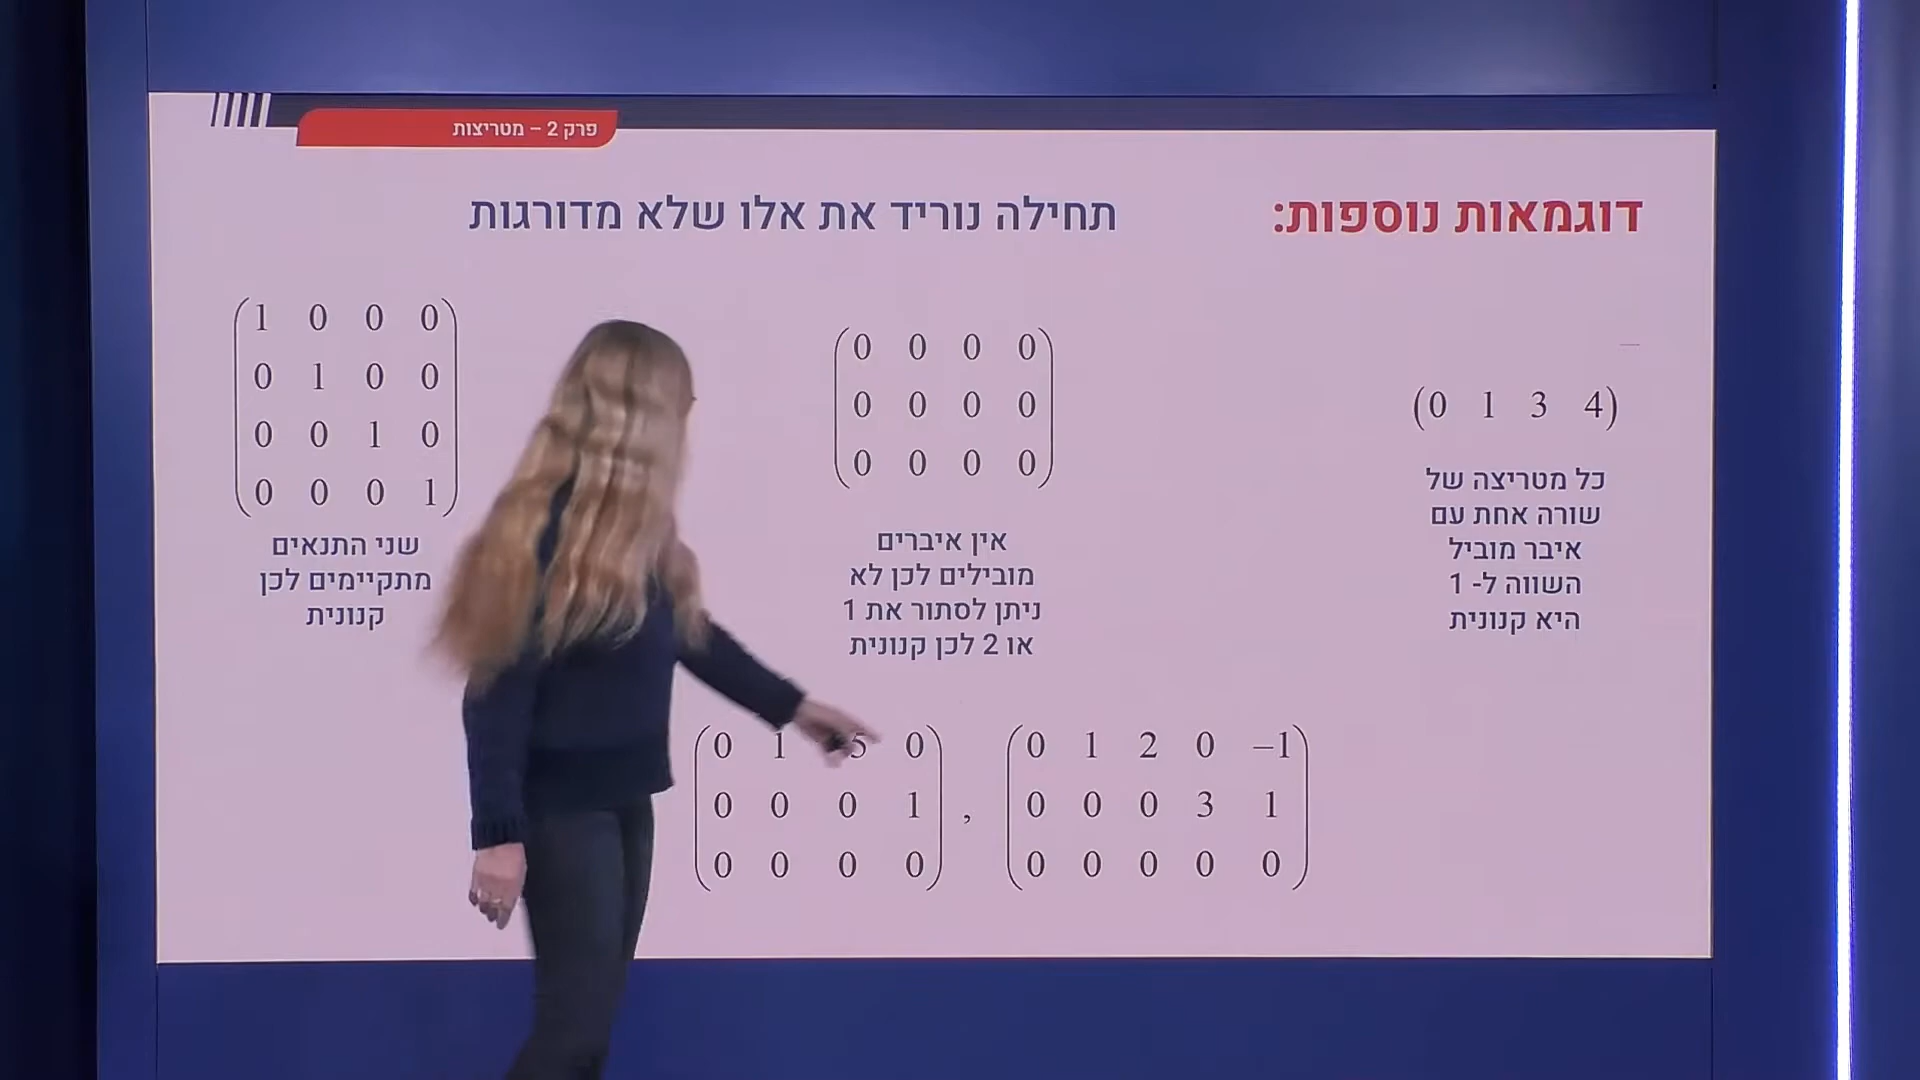 פרק 2 – מטריצות
דוגמאות נוספות:
תחילה נוריד את אלו שלא מדורגות
(0 1 3 4)
כל מטריצה של
שורה אחת עם
איבר מוביל
השווה ל- 1
היא קנונית
0 0 0 0
0 0 0 0
0 0 0 0
אין איברים
מובילים לכן לא
ניתן לסתור את 1
או 2 לכן קנונית
1 0 0 0
0 1 0 0
0 0 1 0
0 0 0 1
שני התנאים
מתקיימים לכן
קנונית
0 1 5 0
0 0 0 1 ,
0 0 0 0
0 1 2 0 –1
0 0 0 3 1
0 0 0 0 0